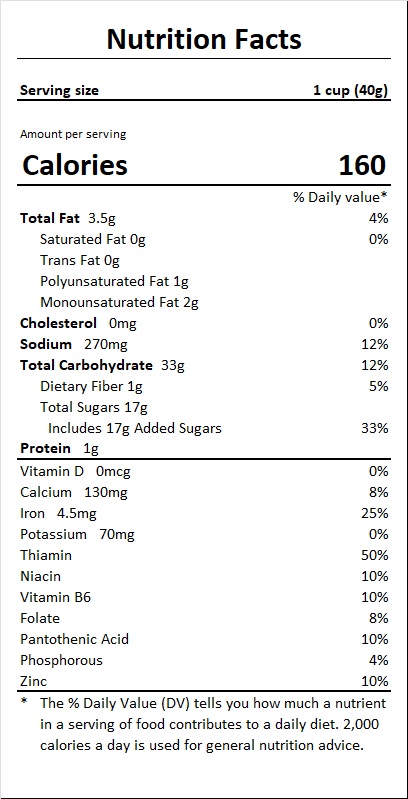 Nutrition Facts
Serving size 1 cup (40g)
Amount per serving
Calories 160
% Daily value*
Total Fat 3.5g 4%
Saturated Fat 0g 0%
Trans Fat 0g
Polyunsaturated Fat 1g
Monounsaturated Fat 2g
Cholesterol 0mg 0%
Sodium 270mg 12%
Total Carbohydrate 33g 12%
Dietary Fiber 1g 5%
Total Sugars 17g
Includes 17g Added Sugars 33%
Protein 1g
Vitamin D 0mcg 0%
Calcium 130mg 8%
Iron 4.5mg 25%
Potassium 70mg 0%
Thiamin 50%
Niacin 10%
Vitamin B6 10%
Folate 8%
Pantothenic Acid 10%
Phosphorous 4%
Zinc 10%
* The % Daily Value (DV) tells you how much a nutrient
in a serving of food contributes to a daily diet. 2,000
calories a day is used for general nutrition advice.